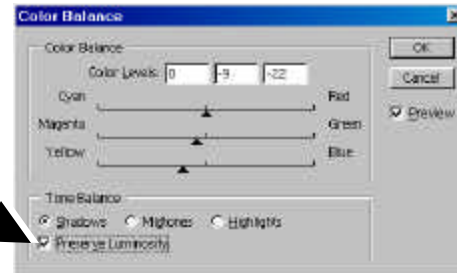 Color Balance
Color Balance
Color Levels: 0 -9 -22
OK
Cancel
Preview
Cyan Red
Magenta Green
Yellow Blue
Tone Balance
Shadows Midtones Highlights
Preserve Luminosity